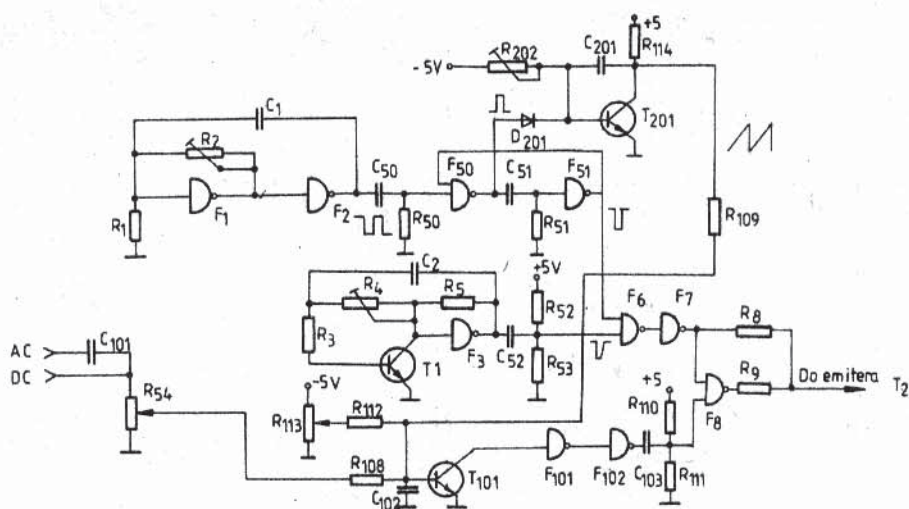 +5
R114
C201
R202
-5V
T201
D201
C1
R2
C50
F50
C51
F51
F1
F2
R50
R51
R1
R109
C2
+5V
R4
R5
R52
F6
F7
R8
R3
F3
C52
T1
R53
R9
Do emitera T2
AC
C101
DC
R54
-5V
R113
R112
+5
R110
F8
R108
C102
T101
F101
F102
C103
R111